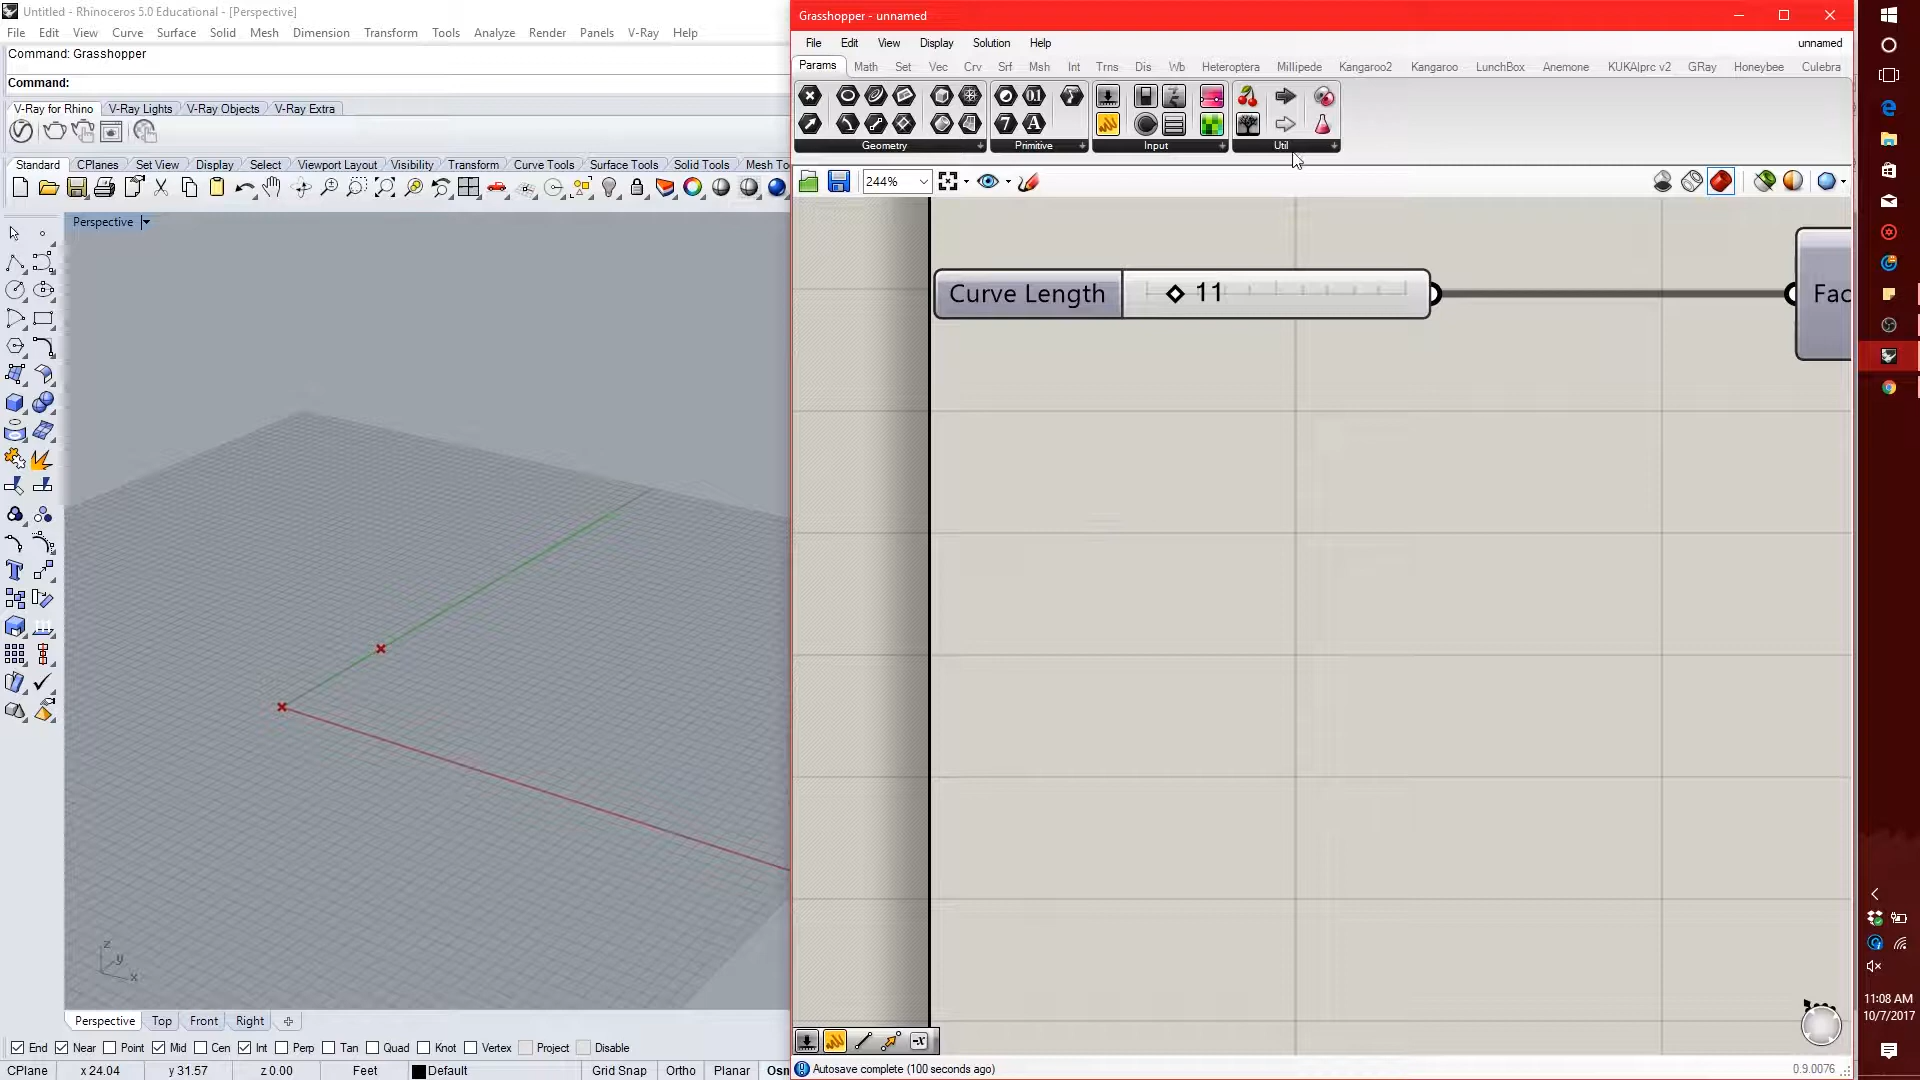 Untitled - Rhinoceros 5.0 Educational - [Perspective]
File Edit View Curve Surface Solid Mesh Dimension Transform Tools Analyze Render Panels V-Ray Help
Command: Grasshopper
Command:
V-Ray for Rhino V-Ray Lights V-Ray Objects V-Ray Extra
Standard CPlanes Set View Display Select Viewport Layout Visibility Transform Curve Tools Surface Tools Solid Tools Mesh To
Perspective
z
y
x
Perspective Top Front Right
End Near Point Mid Cen Int Perp Tan Quad Knot Vertex Project Disable
CPlane x 24.04 y 31.57 z 0.00 Feet Default Grid Snap Ortho Planar Osn
Grasshopper - unnamed
File Edit View Display Solution Help unnamed
Params Math Set Vec Crv Srf Msh Int Trns Dis Wb Heteroptera Millipede Kangaroo2 Kangaroo LunchBox Anemone KUKA|prc v2 GRay Honeybee Culebra
Geometry Primitive Input Util
244%
Curve Length 11
Fac
Autosave complete (100 seconds ago) 0.9.0076
11:08 AM
10/7/2017